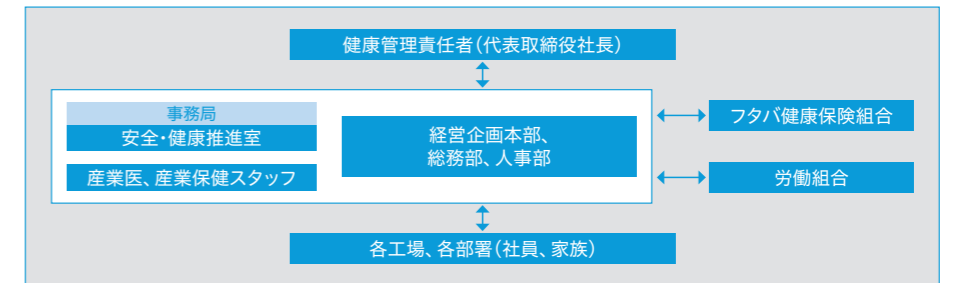 健康管理責任者(代表取締役社長)
事務局
安全・健康推進室
産業医、産業保健スタッフ
経営企画本部、
総務部、人事部
フタバ健康保険組合
労働組合
各工場、各部署(社員、家族)